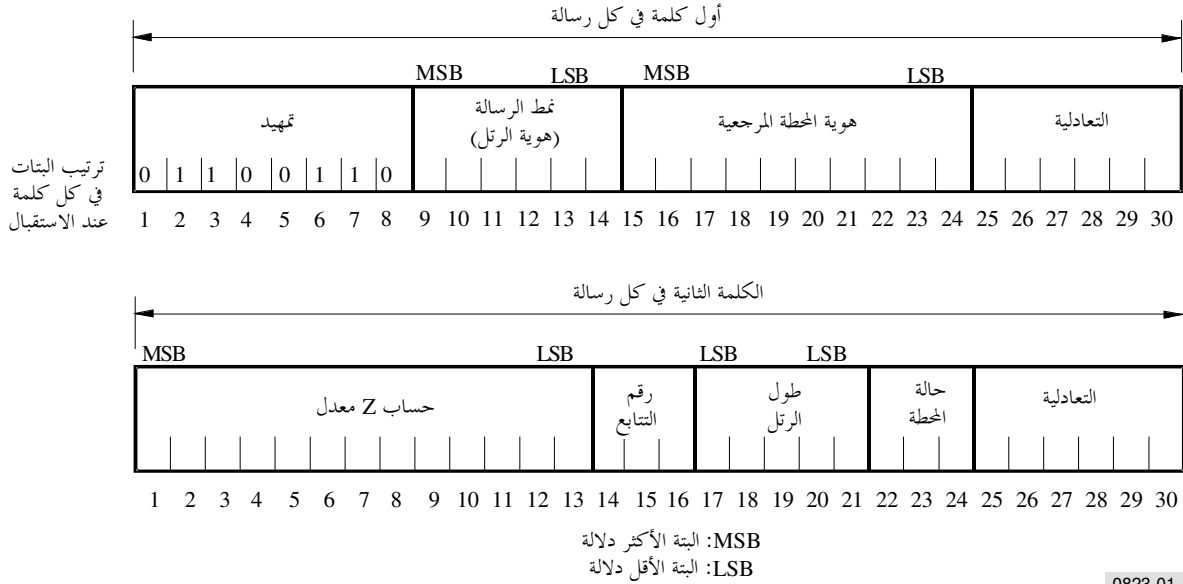 أول كلمة في كل رسالة
MSB LSB MSB LSB
تمهيد
نمط الرسالة
(هوية الرتل)
هوية المحطة المرجعية
التعادلية
0 1 1 0 0 1 1 0
ترتيب البتات
في كل كلمة
عند الاستقبال
1 2 3 4 5 6 7 8 9 10 11 12 13 14 15 16 17 18 19 20 21 22 23 24 25 26 27 28 29 30
الكلمة الثانية في كل رسالة
MSB LSB LSB LSB
حساب Z معدل
رقم
التتابع
طول
الرتل
حالة
المحطة
التعادلية
1 2 3 4 5 6 7 8 9 10 11 12 13 14 15 16 17 18 19 20 21 22 23 24 25 26 27 28 29 30
MSB: البتة الأكثر دلالة
LSB: البتة الأقل دلالة
0823-01